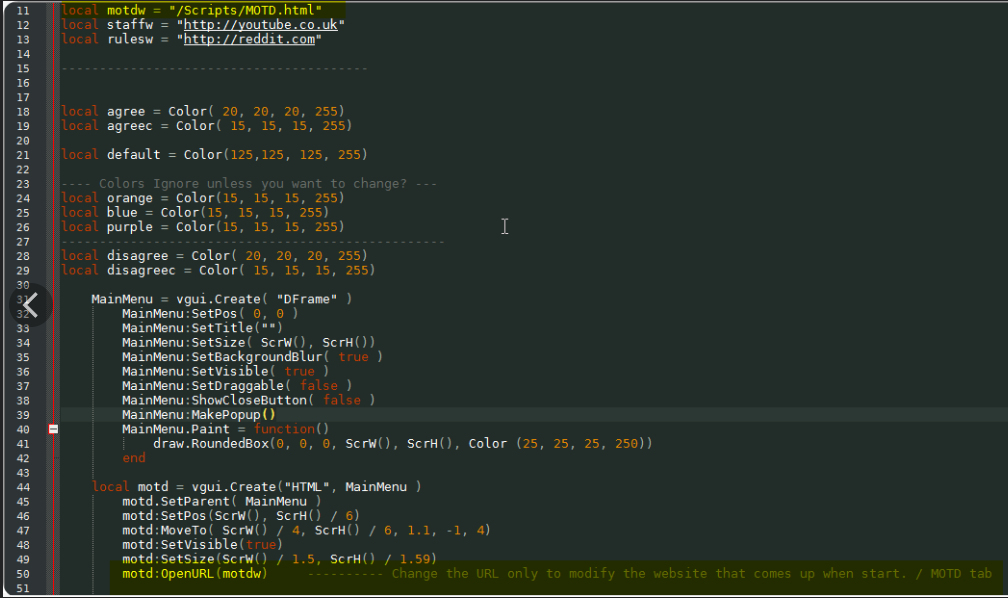 11 local motdw = "/Scripts/MOTD.html"
12 local staffw = "http://youtube.co.uk"
13 local rulesw = "http://reddit.com"
14
15 ----------------------------------------
16
17
18 local agree = Color( 20, 20, 20, 255)
19 local agreec = Color( 15, 15, 15, 255)
20
21 local default = Color(125,125, 125, 255)
22
23 ---- Colors Ignore unless you want to change? ---
24 local orange = Color(15, 15, 15, 255)
25 local blue = Color(15, 15, 15, 255)
26 local purple = Color(15, 15, 15, 255)
27 --------------------------------------------------
28 local disagree = Color( 20, 20, 20, 255)
29 local disagreec = Color( 15, 15, 15, 255)
30
31 MainMenu = vgui.Create( "DFrame" )
32 MainMenu:SetPos( 0, 0 )
33 MainMenu:SetTitle("")
34 MainMenu:SetSize( ScrW(), ScrH())
35 MainMenu:SetBackgroundBlur( true )
36 MainMenu:SetVisible( true )
37 MainMenu:SetDraggable( false )
38 MainMenu:ShowCloseButton( false )
39 MainMenu:MakePopup()
40 MainMenu.Paint = function()
41 draw.RoundedBox(0, 0, 0, ScrW(), ScrH(), Color (25, 25, 25, 250))
42 end
43
44 local motd = vgui.Create("HTML", MainMenu )
45 motd.SetParent( MainMenu )
46 motd:SetPos(ScrW(), ScrH() / 6)
47 motd:MoveTo( ScrW() / 4, ScrH() / 6, 1.1, -1, 4)
48 motd:SetVisible(true)
49 motd:SetSize(ScrW() / 1.5, ScrH() / 1.59)
50 motd:OpenURL(motdw) ---------- Change the URL only to modify the website that comes up when start. / MOTD tab
51